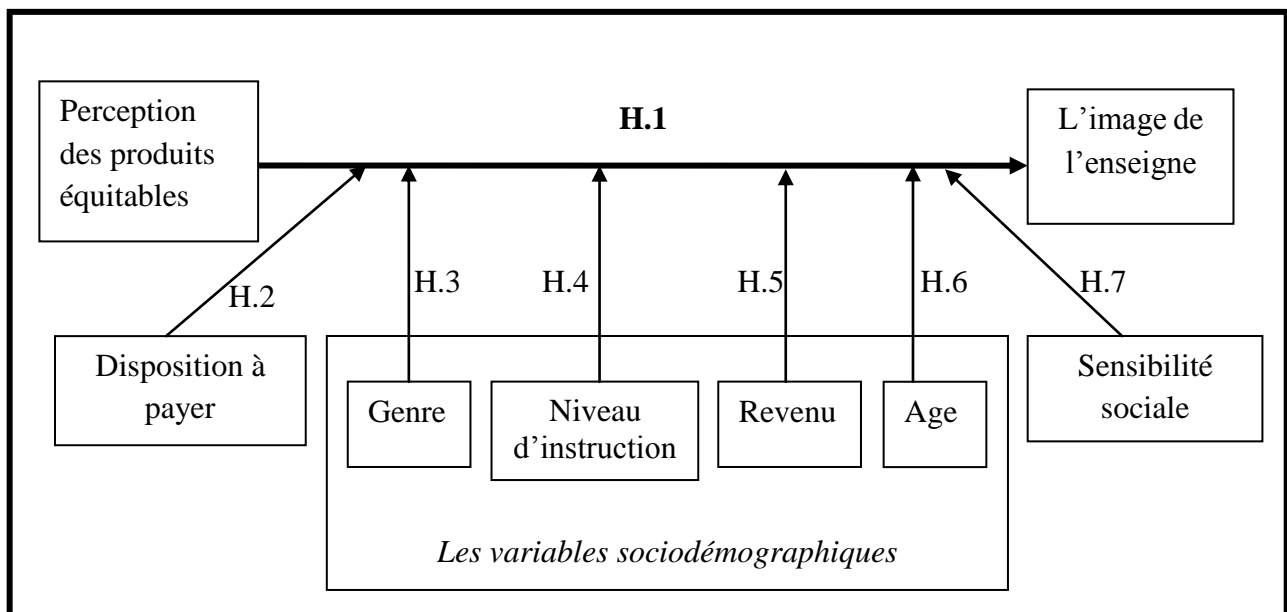 Perception
des produits
équitables
H.1
L’image de
l’enseigne
H.2
H.3
H.4
H.5
H.6
H.7
Disposition à
payer
Genre
Niveau
d’instruction
Revenu
Age
Sensibilité
sociale
Les variables sociodémographiques